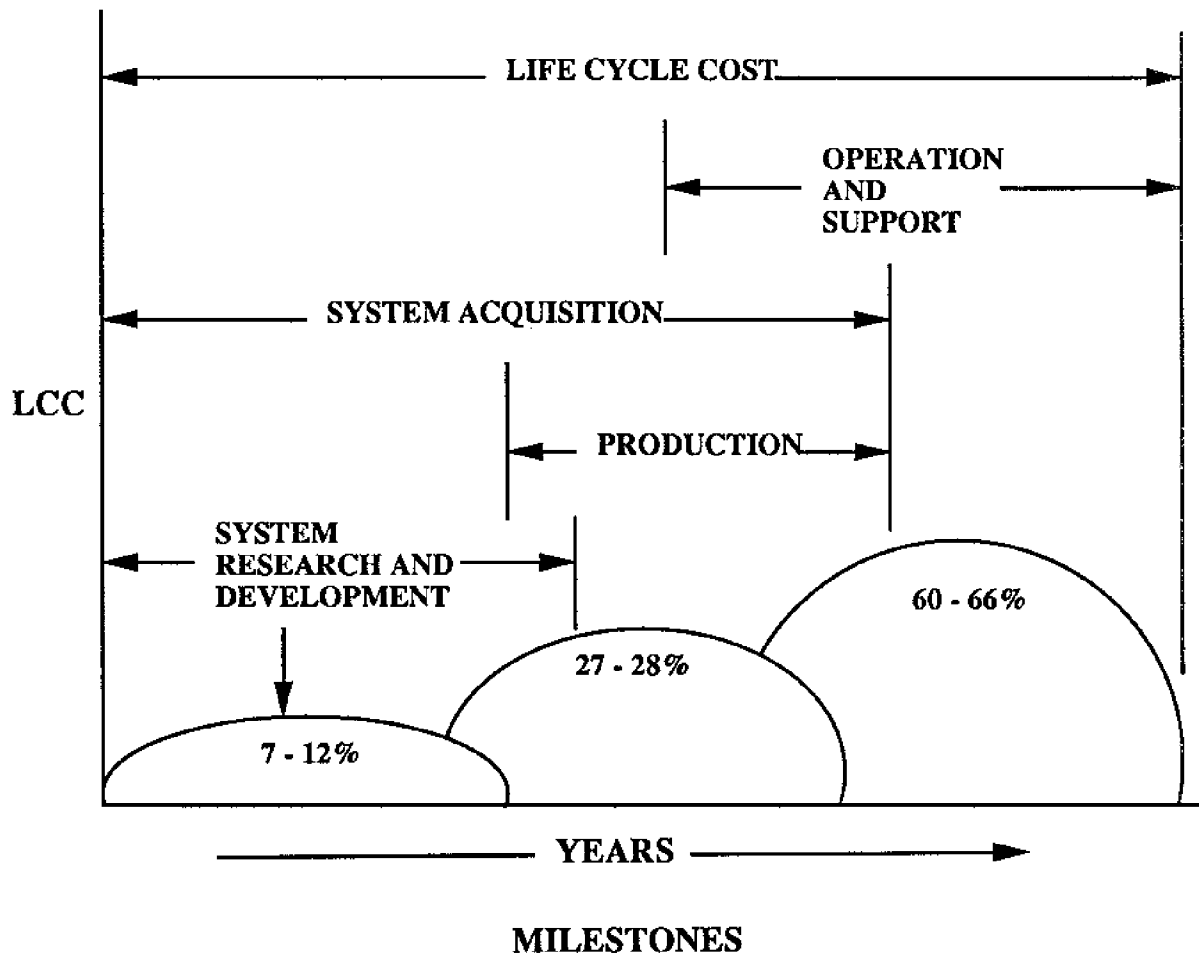 LIFE CYCLE COST
OPERATION
AND
SUPPORT
SYSTEM ACQUISITION
LCC
PRODUCTION
SYSTEM
RESEARCH AND
DEVELOPMENT
60 - 66%
27 - 28%
7 - 12%
YEARS
MILESTONES